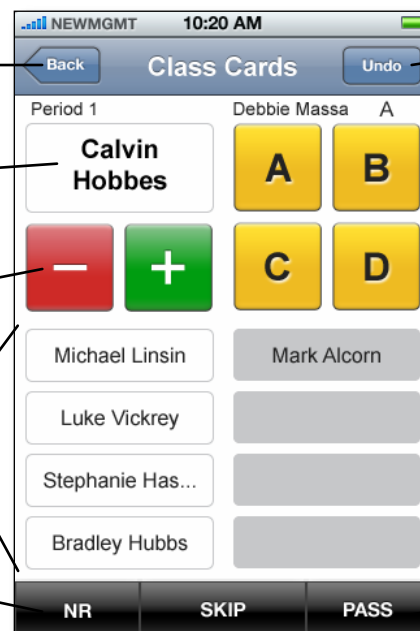 NEWMGMT 10:20 AM
Back Class Cards Undo
Period 1 Debbie Massa A
Calvin
Hobbes
A B
− +
C D
Michael Linsin Mark Alcorn
Luke Vickrey
Stephanie Has...
Bradley Hubbs
NR SKIP PASS